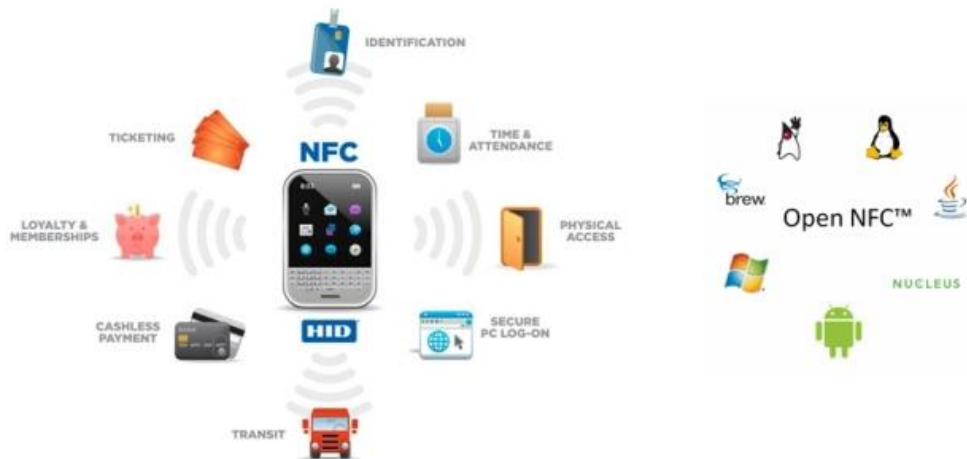 IDENTIFICATION
TICKETING
NFC
TIME &
ATTENDANCE
LOYALTY &
MEMBERSHIPS
PHYSICAL
ACCESS
CASHLESS
PAYMENT
HID
SECURE
PC LOG-ON
TRANSIT
brew
Open NFC™
NUCLEUS